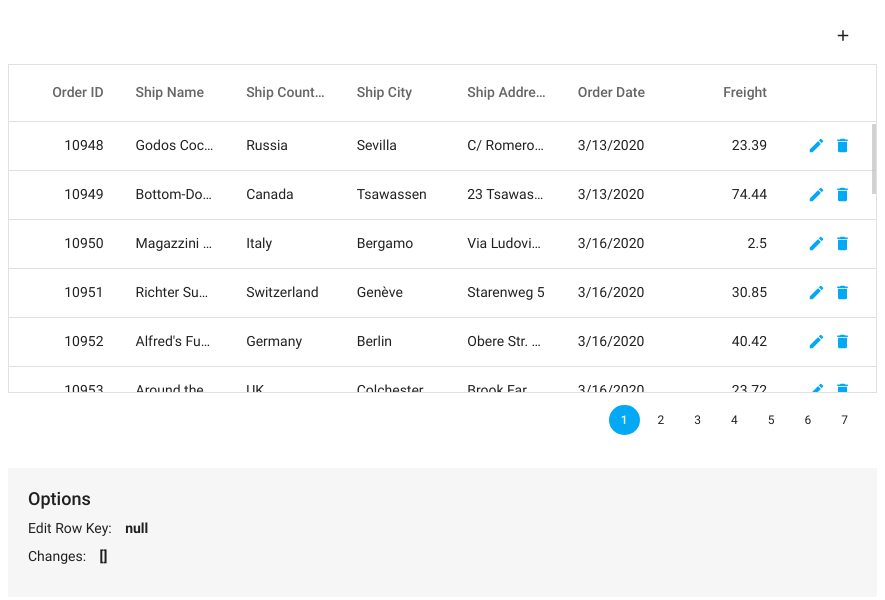 +
Order ID Ship Name Ship Count... Ship City Ship Addre... Order Date Freight
10948 Godos Coc... Russia Sevilla C/ Romero... 3/13/2020 23.39
10949 Bottom-Do... Canada Tsawassen 23 Tsawas... 3/13/2020 74.44
10950 Magazzini ... Italy Bergamo Via Ludovi... 3/16/2020 2.5
10951 Richter Su... Switzerland Genève Starenweg 5 3/16/2020 30.85
10952 Alfred's Fu... Germany Berlin Obere Str. ... 3/16/2020 40.42
10953 Around the UK Colchester Brook Far 3/16/2020 23.72
1 2 3 4 5 6 7
Options
Edit Row Key: null
Changes: []